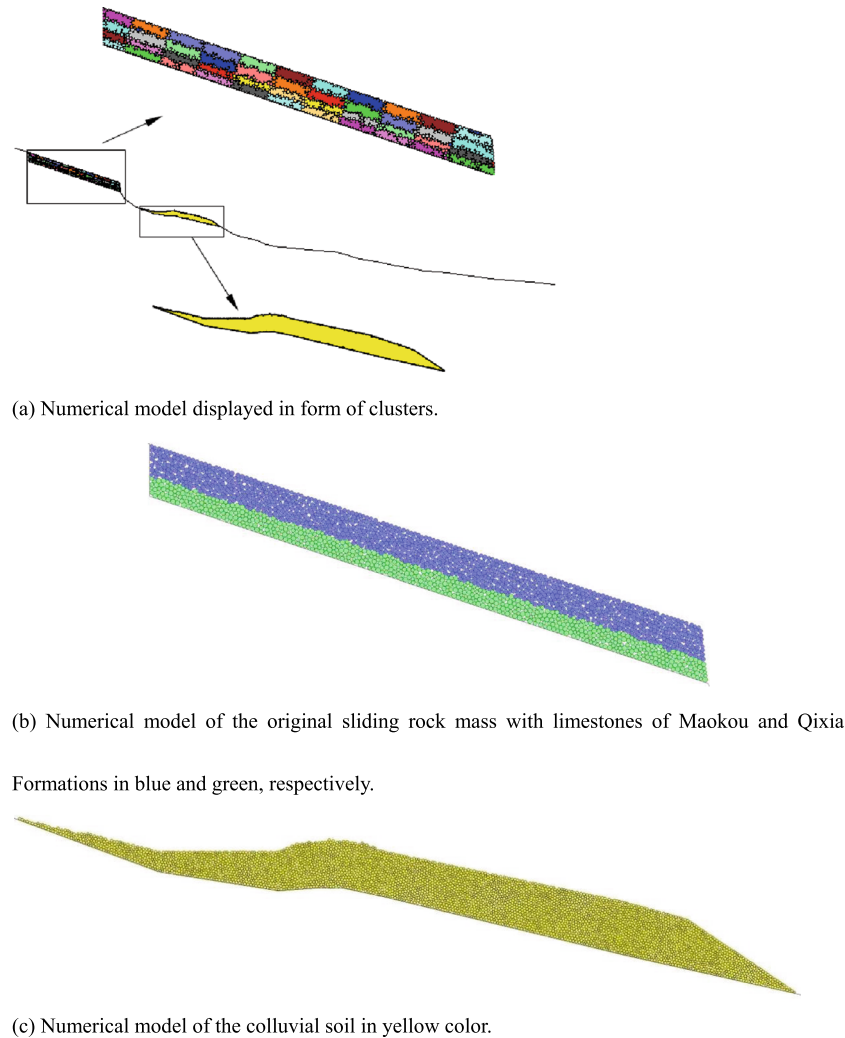 (a) Numerical model displayed in form of clusters.
(b) Numerical model of the original sliding rock mass with limestones of Maokou and Qixia
Formations in blue and green, respectively.
(c) Numerical model of the colluvial soil in yellow color.